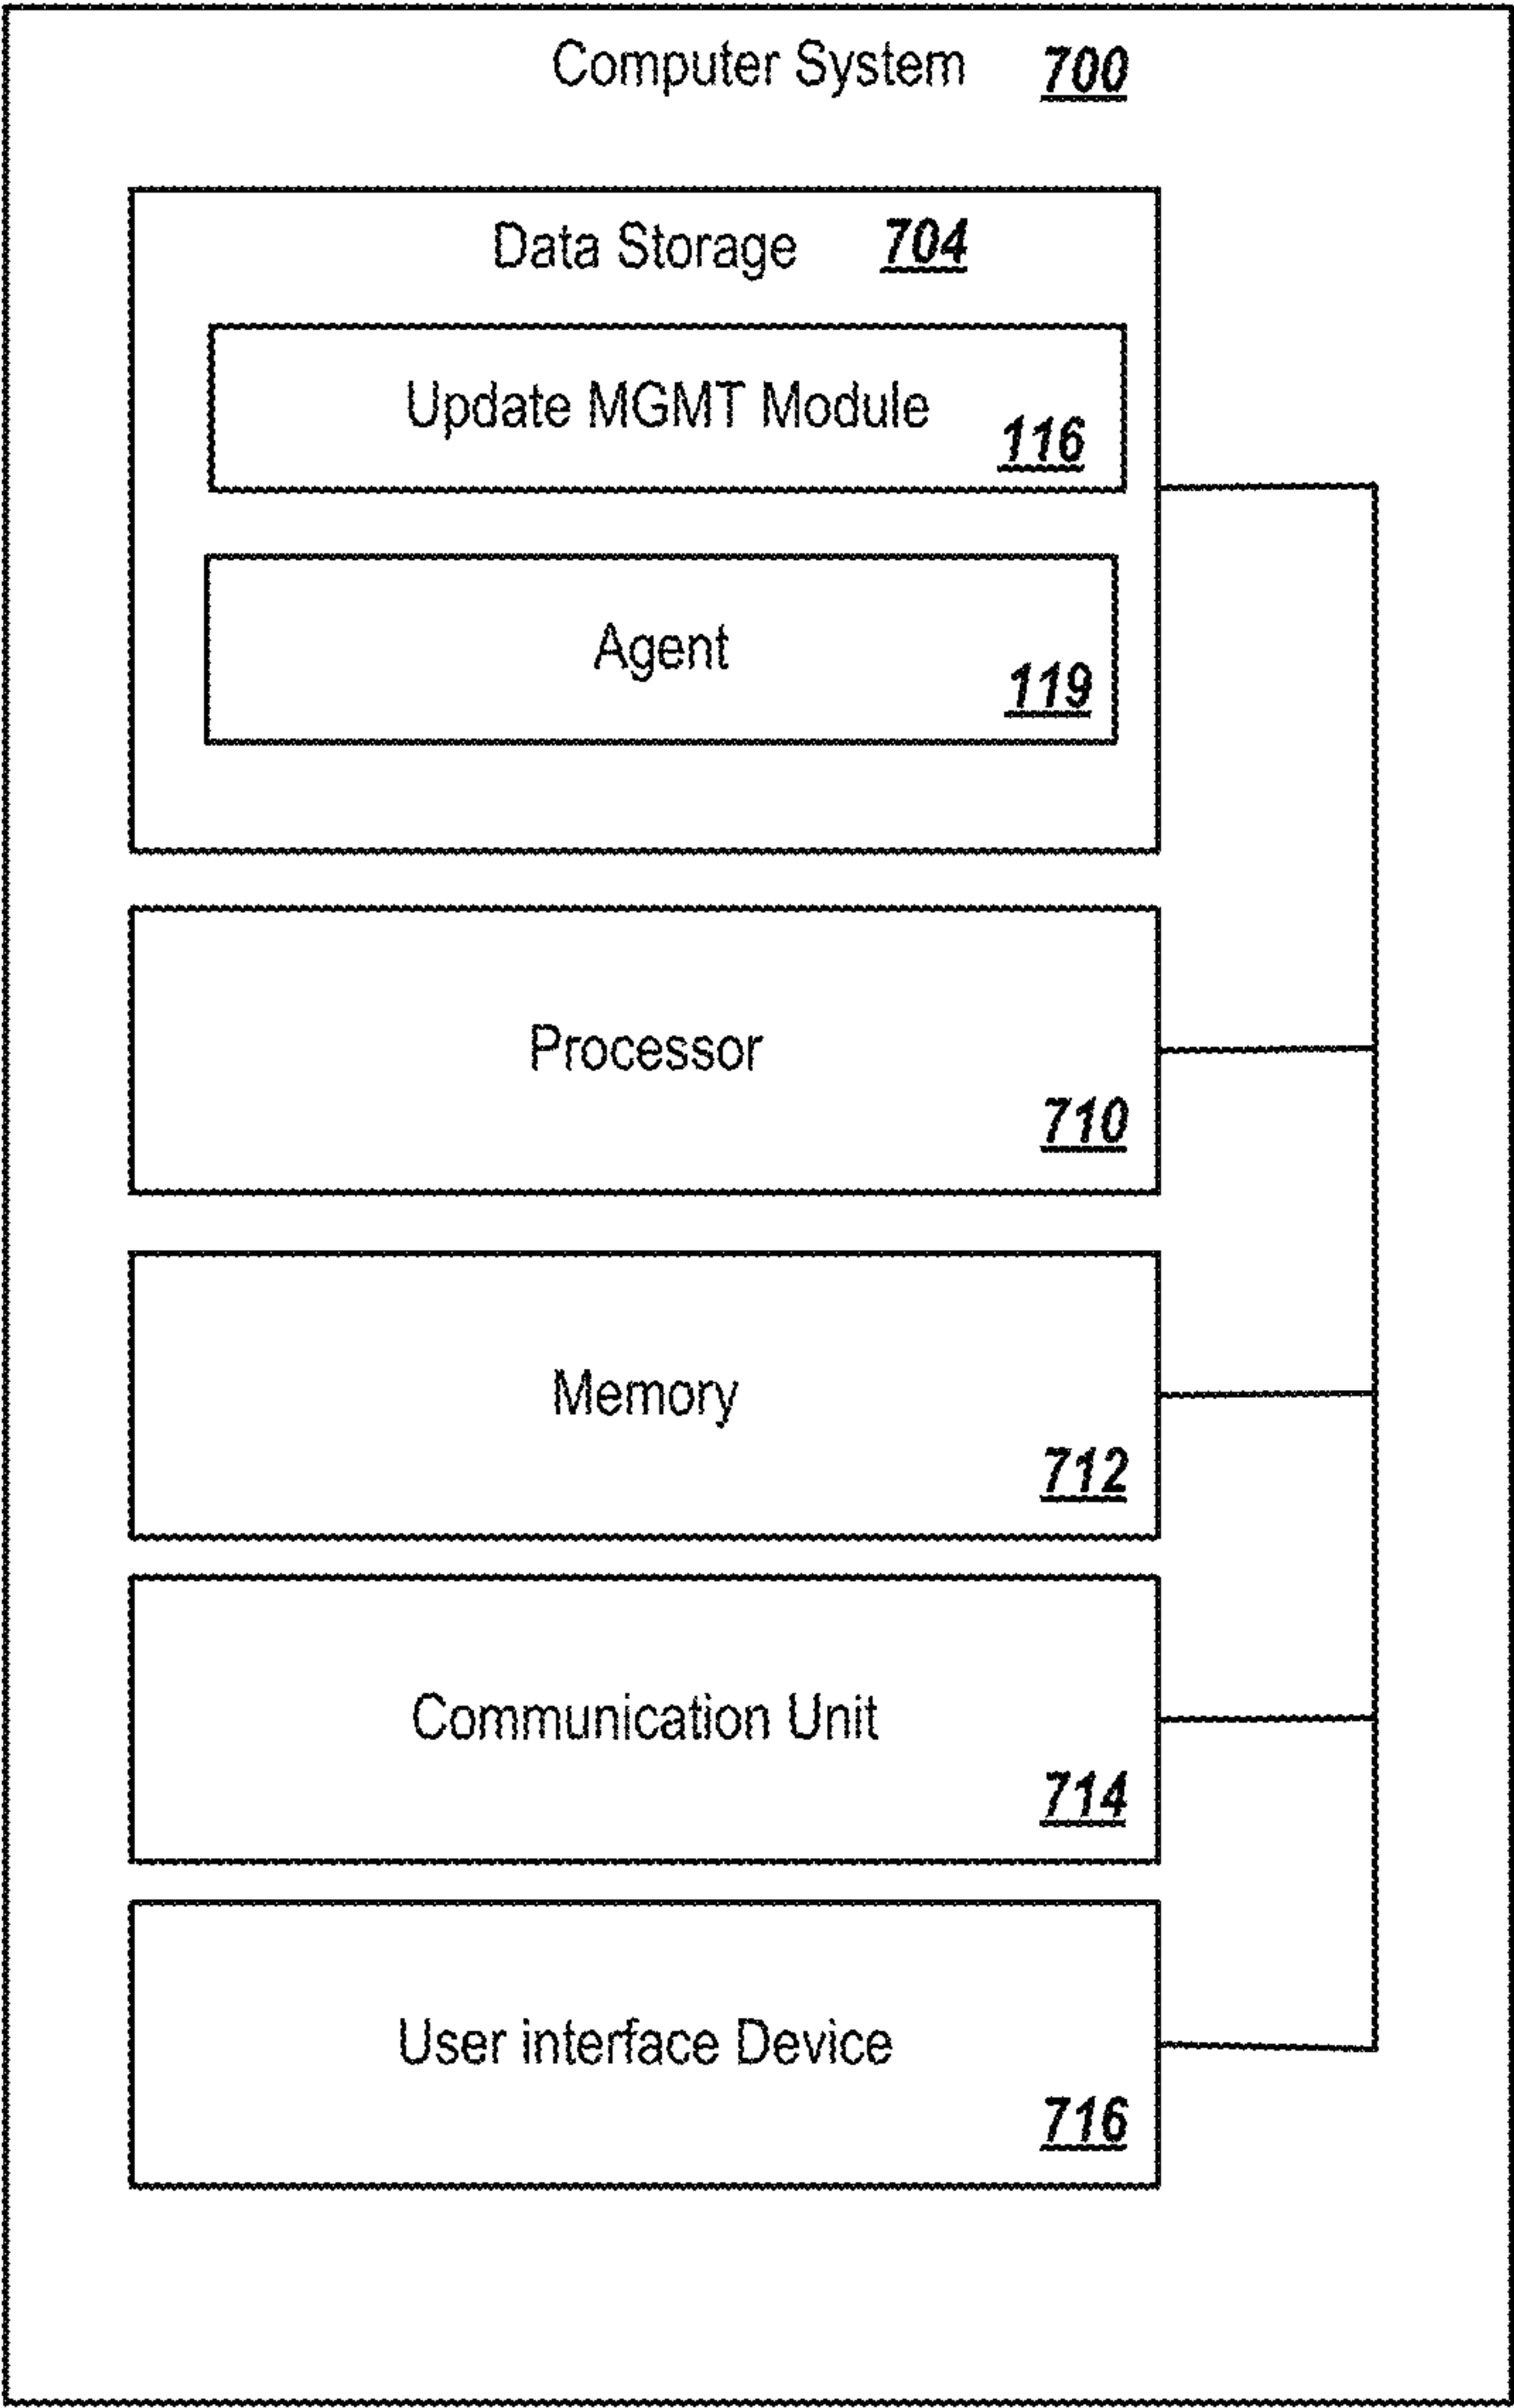 Computer System 700
Data Storage 704
Update MGMT Module
116
Agent
119
Processor
710
Memory
712
Communication Unit
714
User interface Device
716